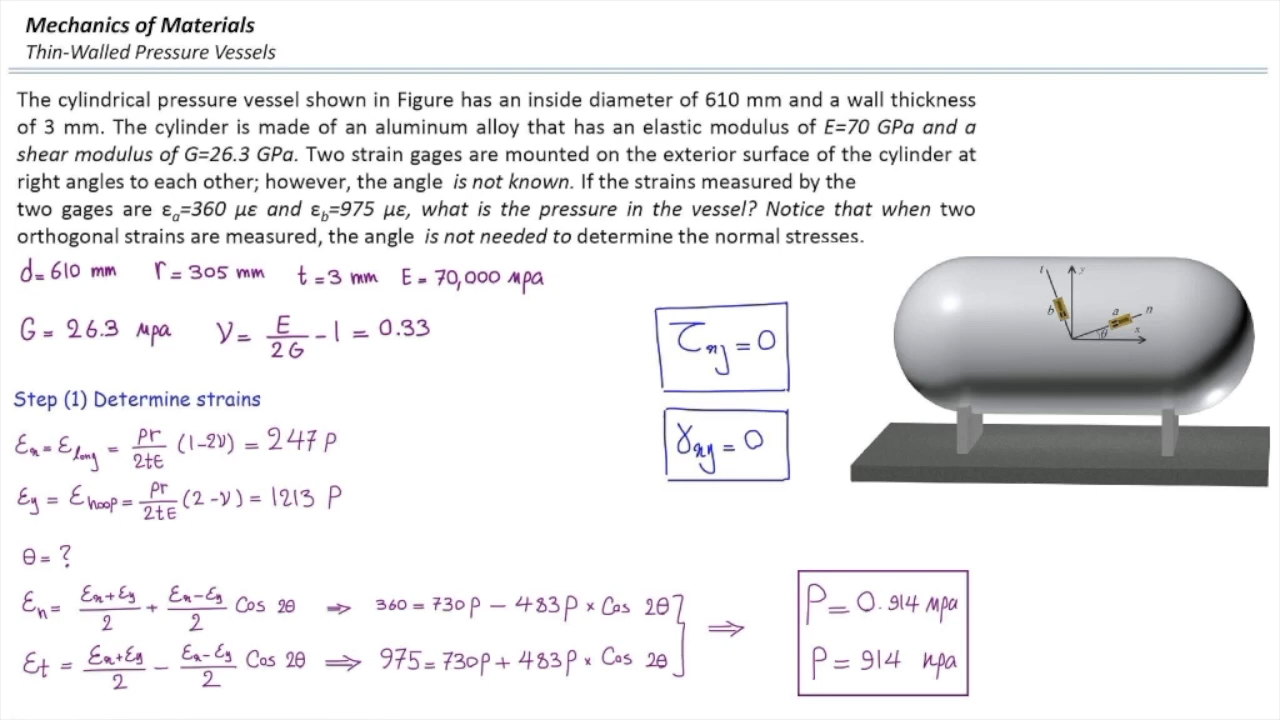 Mechanics of Materials
Thin-Walled Pressure Vessels
The cylindrical pressure vessel shown in Figure has an inside diameter of 610 mm and a wall thickness
of 3 mm. The cylinder is made of an aluminum alloy that has an elastic modulus of E=70 GPa and a
shear modulus of G=26.3 GPa. Two strain gages are mounted on the exterior surface of the cylinder at
right angles to each other; however, the angle is not known. If the strains measured by the
two gages are εₐ=360 με and ε_b=975 με, what is the pressure in the vessel? Notice that when two
orthogonal strains are measured, the angle is not needed to determine the normal stresses.
d= 610 mm r = 305 mm t = 3 mm E = 70,000 MPa
G = 26.3 MPa ν = E/2G - 1 = 0.33
τxy = 0
Step (1) Determine strains
εx = εlong = Pr/2tE (1-2ν) = 247 P
γxy = 0
εy = εhoop = Pr/2tE (2-ν) = 1213 P
θ = ?
εn = εx+εy/2 + εx-εy/2 Cos 2θ ⇒ 360 = 730P - 483P × Cos 2θ
εt = εx+εy/2 - εx-εy/2 Cos 2θ ⇒ 975 = 730P + 483P × Cos 2θ
⇒
P = 0.914 MPa
P = 914 kPa
t y
b a n
θ x